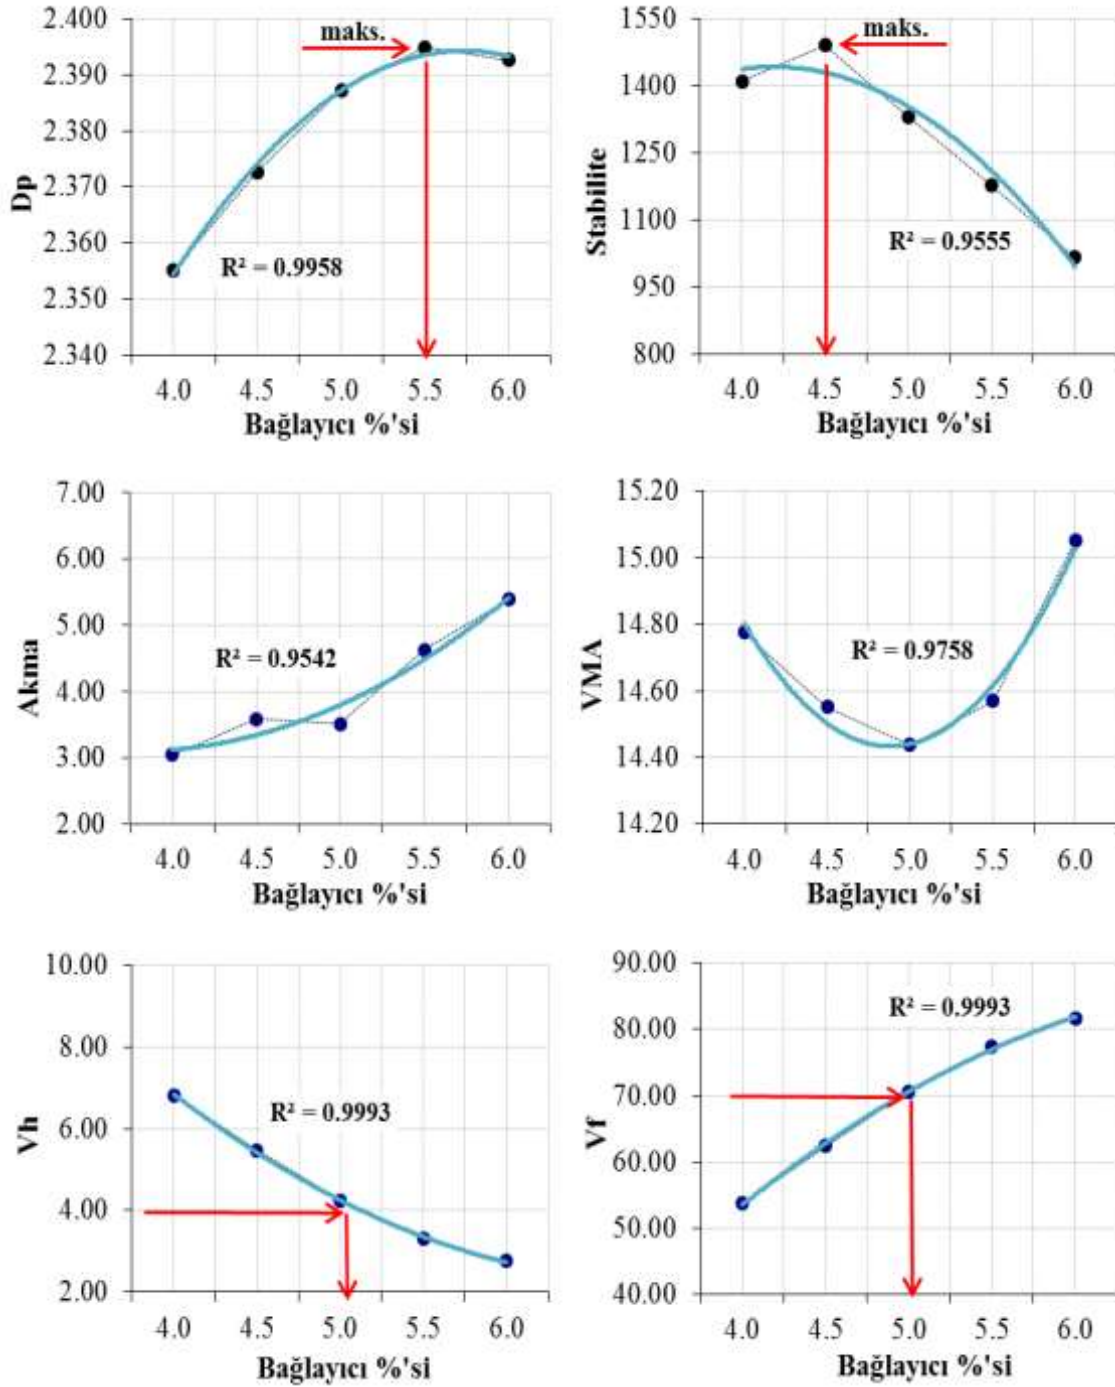 2.400
2.390
2.380
2.370
2.360
2.350
2.340
Dp
maks.
R² = 0.9958
4.0 4.5 5.0 5.5 6.0
Bağlayıcı %'si
1550
1400
1250
1100
950
800
Stabilite
maks.
R² = 0.9555
4.0 4.5 5.0 5.5 6.0
Bağlayıcı %'si
7.00
6.00
5.00
4.00
3.00
2.00
Akma
R² = 0.9542
4.0 4.5 5.0 5.5 6.0
Bağlayıcı %'si
15.20
15.00
14.80
14.60
14.40
14.20
VMA
R² = 0.9758
4.0 4.5 5.0 5.5 6.0
Bağlayıcı %'si
10.00
8.00
6.00
4.00
2.00
Vh
R² = 0.9993
4.0 4.5 5.0 5.5 6.0
Bağlayıcı %'si
90.00
80.00
70.00
60.00
50.00
40.00
Vf
R² = 0.9993
4.0 4.5 5.0 5.5 6.0
Bağlayıcı %'si